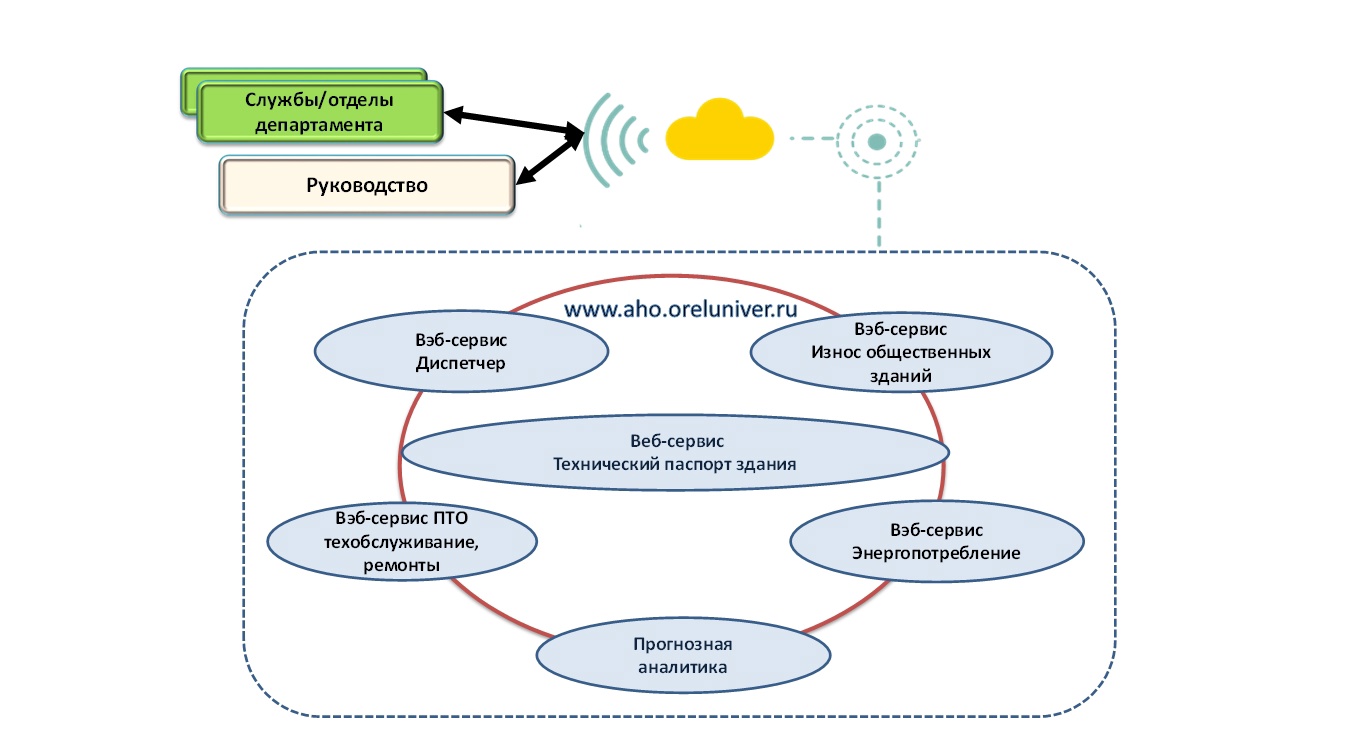 Службы/отделы
департамента
Руководство
www.aho.oreluniver.ru
Вэб-сервис
Диспетчер
Вэб-сервис
Износ общественных
зданий
Веб-сервис
Технический паспорт здания
Вэб-сервис ПТО
техобслуживание,
ремонты
Вэб-сервис
Энергопотребление
Прогнозная
аналитика